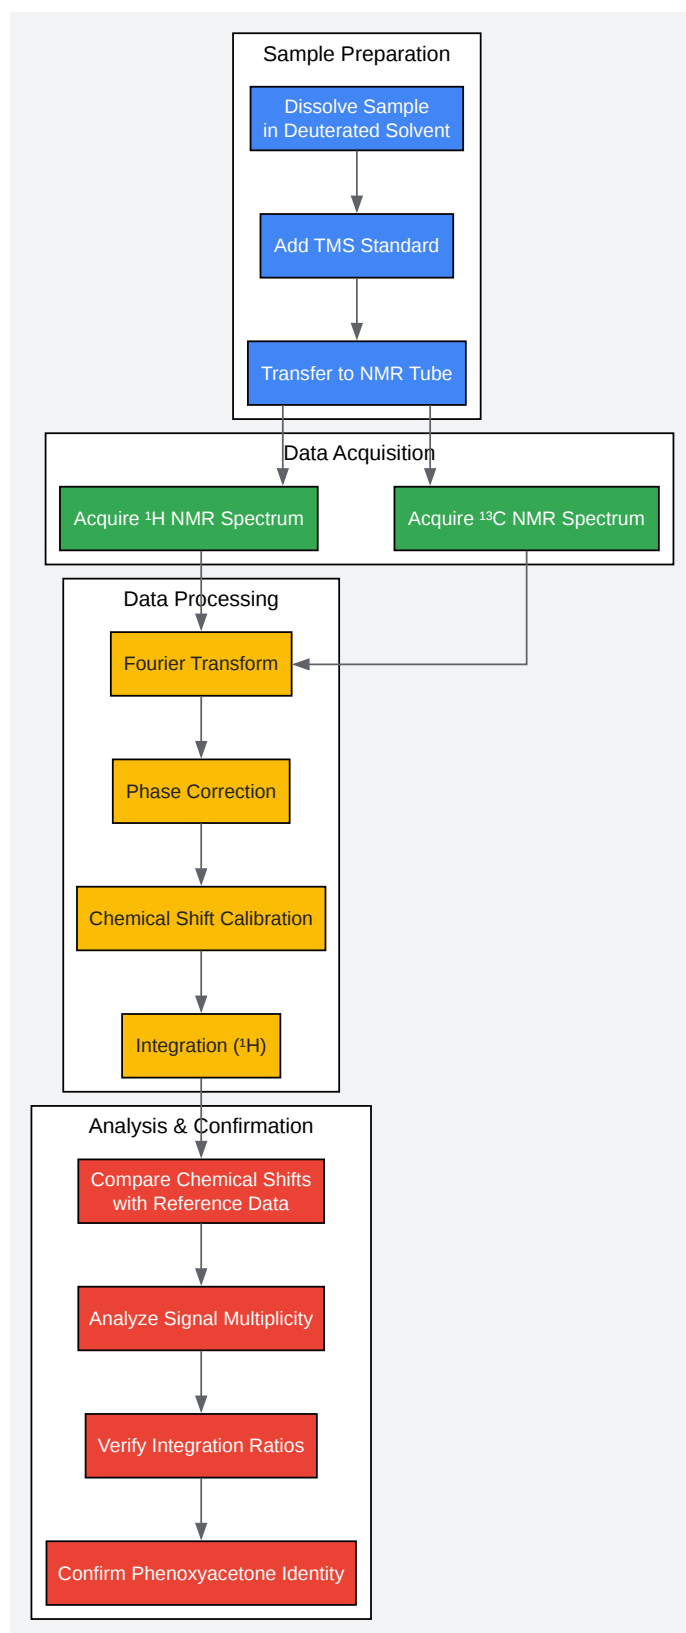 Sample Preparation
Dissolve Sample
in Deuterated Solvent
Add TMS Standard
Transfer to NMR Tube
Data Acquisition
Acquire ¹H NMR Spectrum
Acquire ¹³C NMR Spectrum
Data Processing
Fourier Transform
Phase Correction
Chemical Shift Calibration
Integration (¹H)
Analysis & Confirmation
Compare Chemical Shifts
with Reference Data
Analyze Signal Multiplicity
Verify Integration Ratios
Confirm Phenoxyacetone Identity